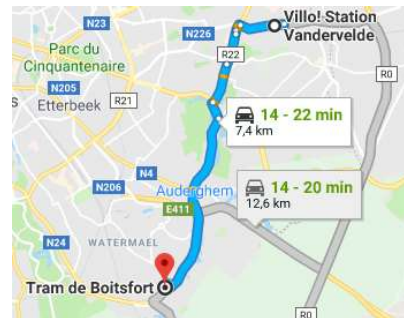 N23
Villo! Station
Vandervelde
N226
Parc du
Cinquantenaire
R22
R0
N205
Etterbeek
R21
14 - 22 min
7,4 km
N4
Auderghem
14 - 20 min
12,6 km
N206
E411
N24
WATERMAEL
Tram de Boitsfort
R0